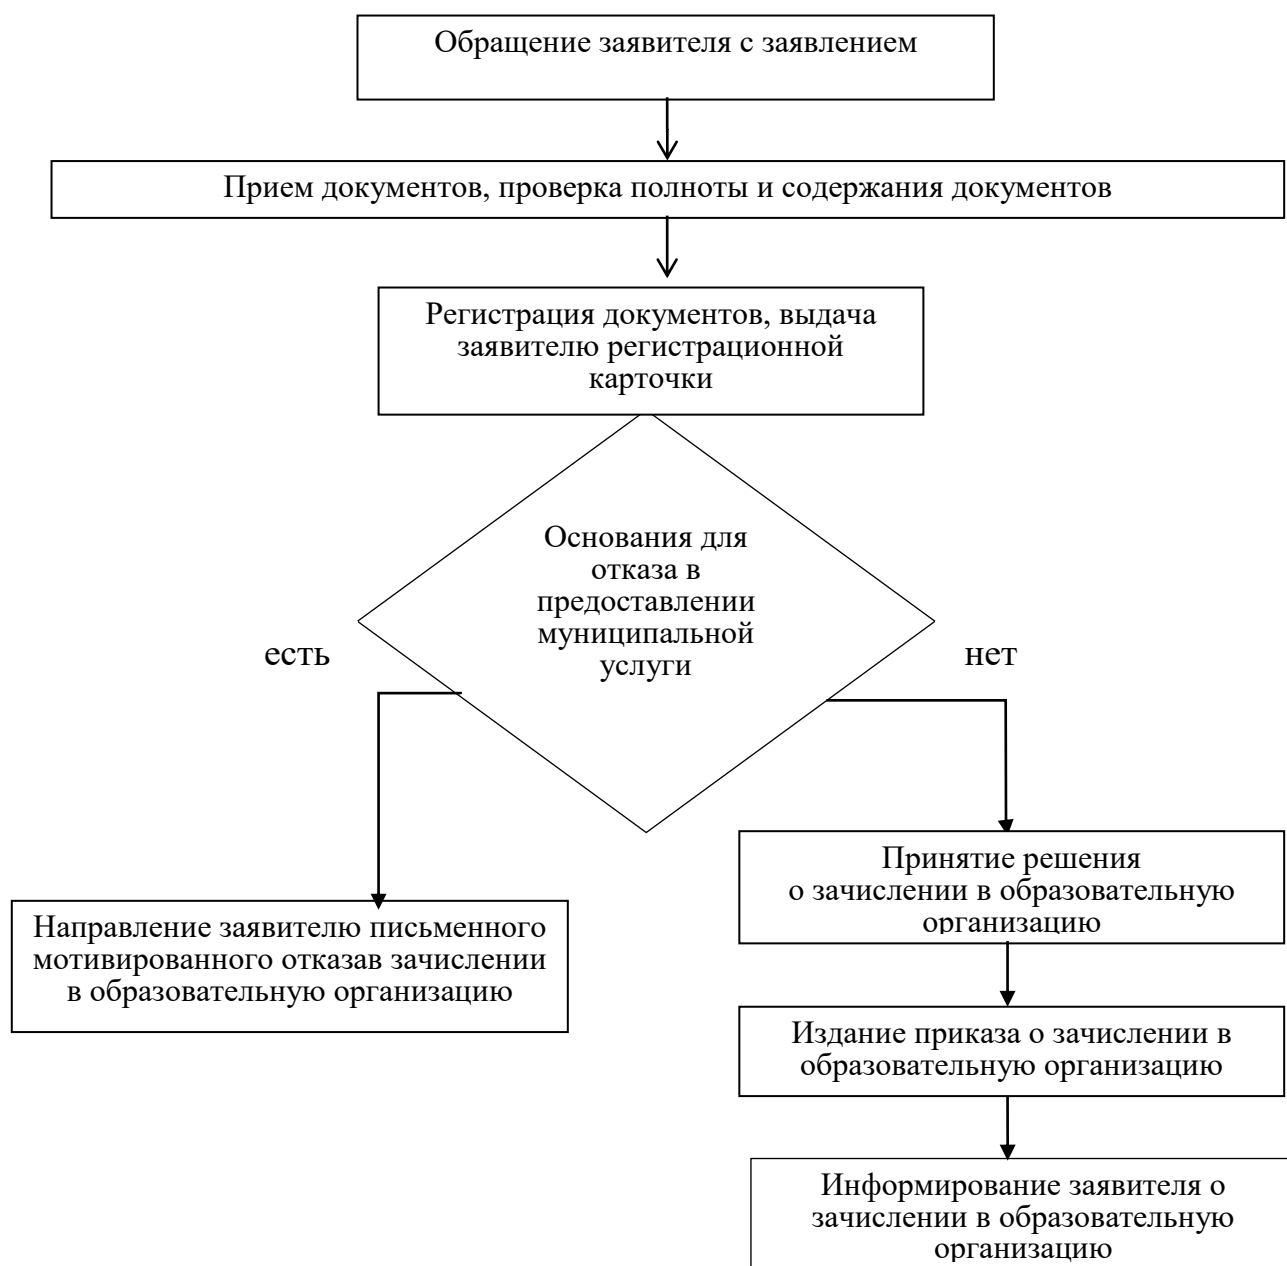 Обращение заявителя с заявлением
Прием документов, проверка полноты и содержания документов
Регистрация документов, выдача
заявителю регистрационной
карточки
Основания для
отказа в
предоставлении
муниципальной
услуги
есть
нет
Принятие решения
о зачислении в образовательную
организацию
Направление заявителю письменного
мотивированного отказав зачислении
в образовательную организацию
Издание приказа о зачислении в
образовательную организацию
Информирование заявителя о
зачислении в образовательную
организацию